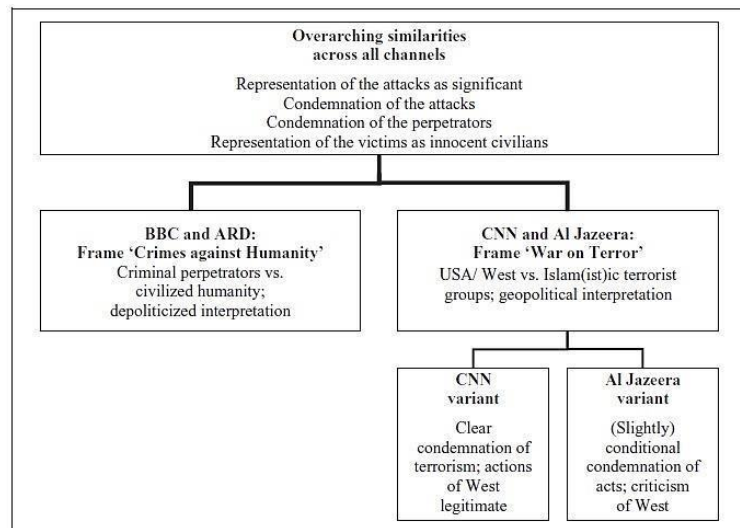 Overarching similarities
across all channels
Representation of the attacks as significant
Condemnation of the attacks
Condemnation of the perpetrators
Representation of the victims as innocent civilians
BBC and ARD:
Frame ‘Crimes against Humanity’
Criminal perpetrators vs.
civilized humanity;
depoliticized interpretation
CNN and Al Jazeera:
Frame ‘War on Terror’
USA/ West vs. Islam(ist)ic terrorist
groups; geopolitical interpretation
CNN
variant
Clear
condemnation of
terrorism; actions
of West
legitimate
Al Jazeera
variant
(Slightly)
conditional
condemnation of
acts; criticism
of West